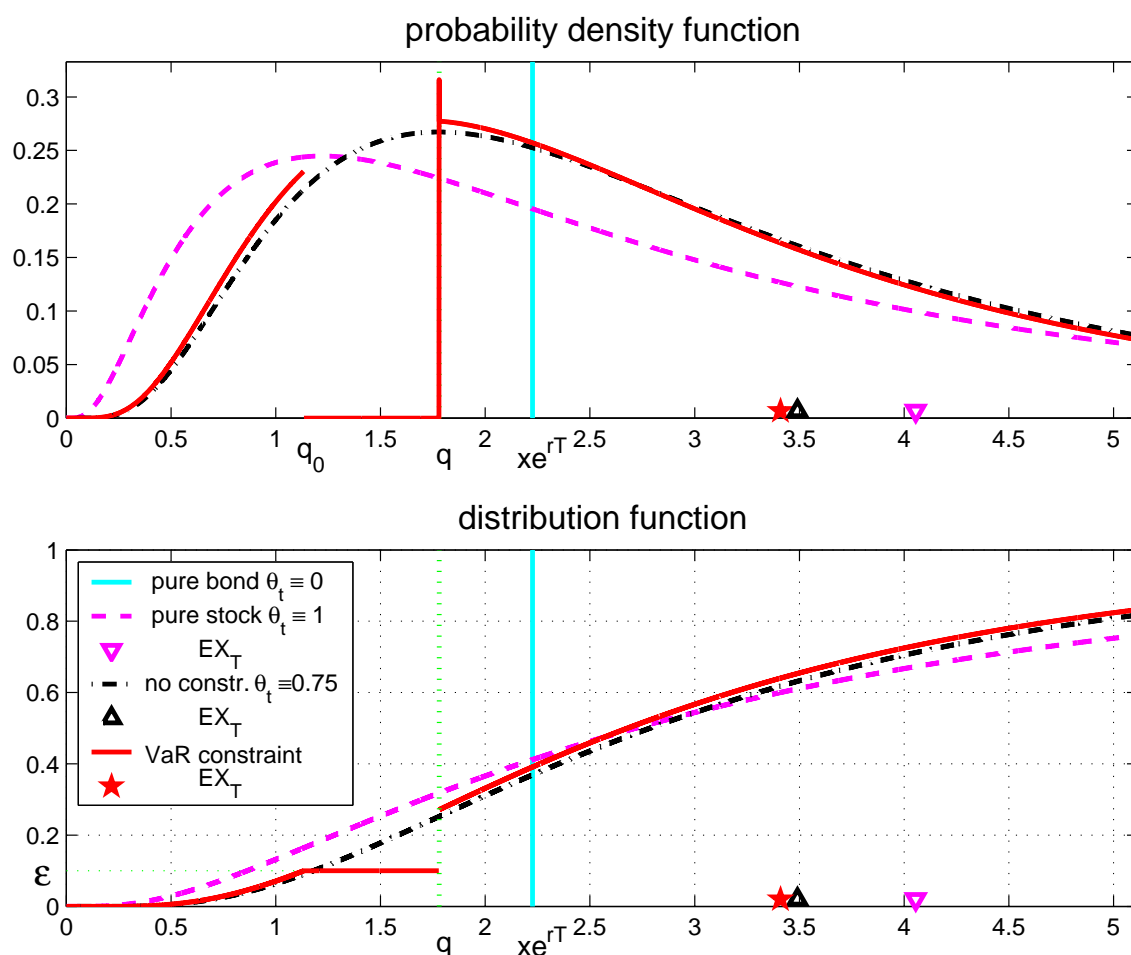 probability density function
0.3
0.25
0.2
0.15
0.1
0.05
0
0 0.5 1 1.5 2 2.5 3 3.5 4 4.5 5
q₀ q xe^{rT}
distribution function
1
0.8
0.6
0.4
0.2
ε
0
pure bond θₜ ≡ 0
pure stock θₜ ≡ 1
EX_T
no constr. θₜ ≡0.75
EX_T
VaR constraint
EX_T
0 0.5 1 1.5 2 2.5 3 3.5 4 4.5 5
q xe^{rT}